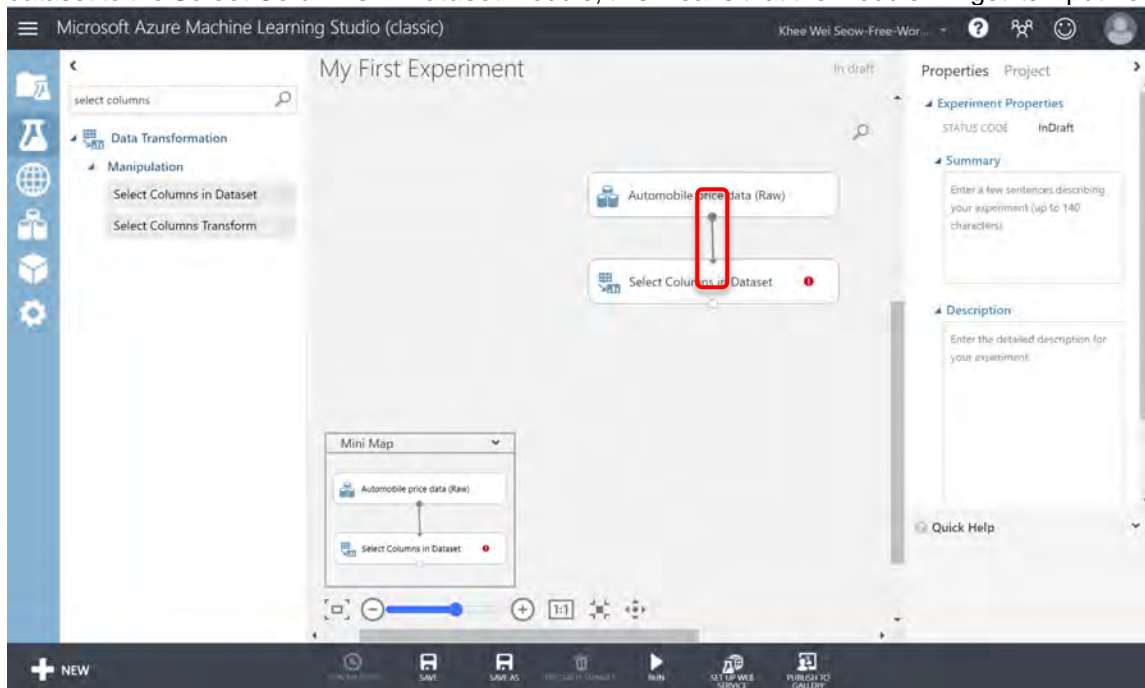 Microsoft Azure Machine Learning Studio (classic)
Khee Wei Seow-Free-Wor...
?
select columns
Data Transformation
Manipulation
Select Columns in Dataset
Select Columns Transform
My First Experiment
In draft
Automobile price data (Raw)
Select Columns in Dataset
Mini Map
Automobile price data (Raw)
Select Columns in Dataset
1:1
Properties Project
Experiment Properties
STATUS CODE InDraft
Summary
Enter a few sentences describing
your experiment (up to 140
characters).
Description
Enter the detailed description for
your experiment.
Quick Help
NEW
SAVE
SAVE AS
RUN
SET UP WEB
SERVICE
PUBLISH TO
GALLERY